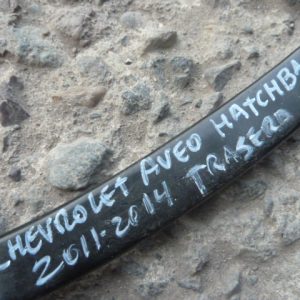 CHEVROLET AVEO HATCHBA
2011-2014 TRASERO